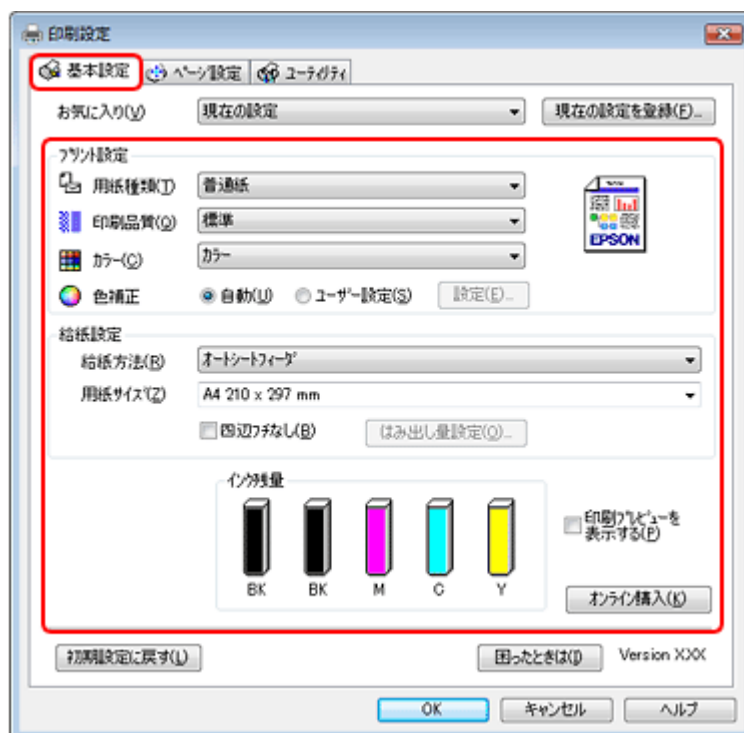 印刷設定
基本設定 ページ設定 ユーティリティ
お気に入り(V) 現在の設定 現在の設定を登録(F)...
プリント設定
用紙種類(T) 普通紙
印刷品質(Q) 標準
カラー(C) カラー
EPSON
色補正 自動(U) ユーザー設定(S) 設定(E)...
給紙設定
給紙方法(R) オートシートフィーダ
用紙サイズ(Z) A4 210 x 297 mm
四辺フチなし(B) はみ出し量設定(O)...
インク残量
BK BK M C Y
印刷プレビューを
表示する(P)
オンライン購入(K)
初期設定に戻す(L) 困ったときは(I) Version XXX
OK キャンセル ヘルプ